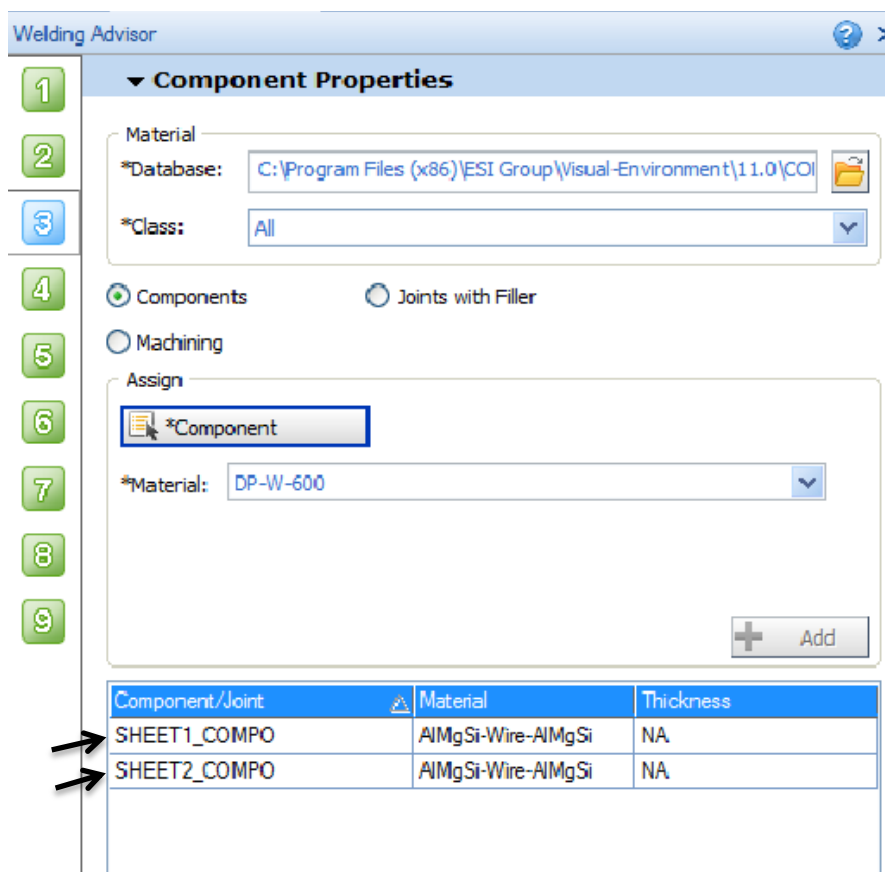 Welding Advisor
1
Component Properties
2
Material
*Database: C:\Program Files (x86)\ESI Group\Visual-Environment\11.0\COI
3
*Class: All
4
Components Joints with Filler
5
Machining
Assign
6
*Component
7
*Material: DP-W-600
8
9
Add
Component/Joint Material Thickness
SHEET1_COMPO AlMgSi-Wire-AlMgSi NA
SHEET2_COMPO AlMgSi-Wire-AlMgSi NA